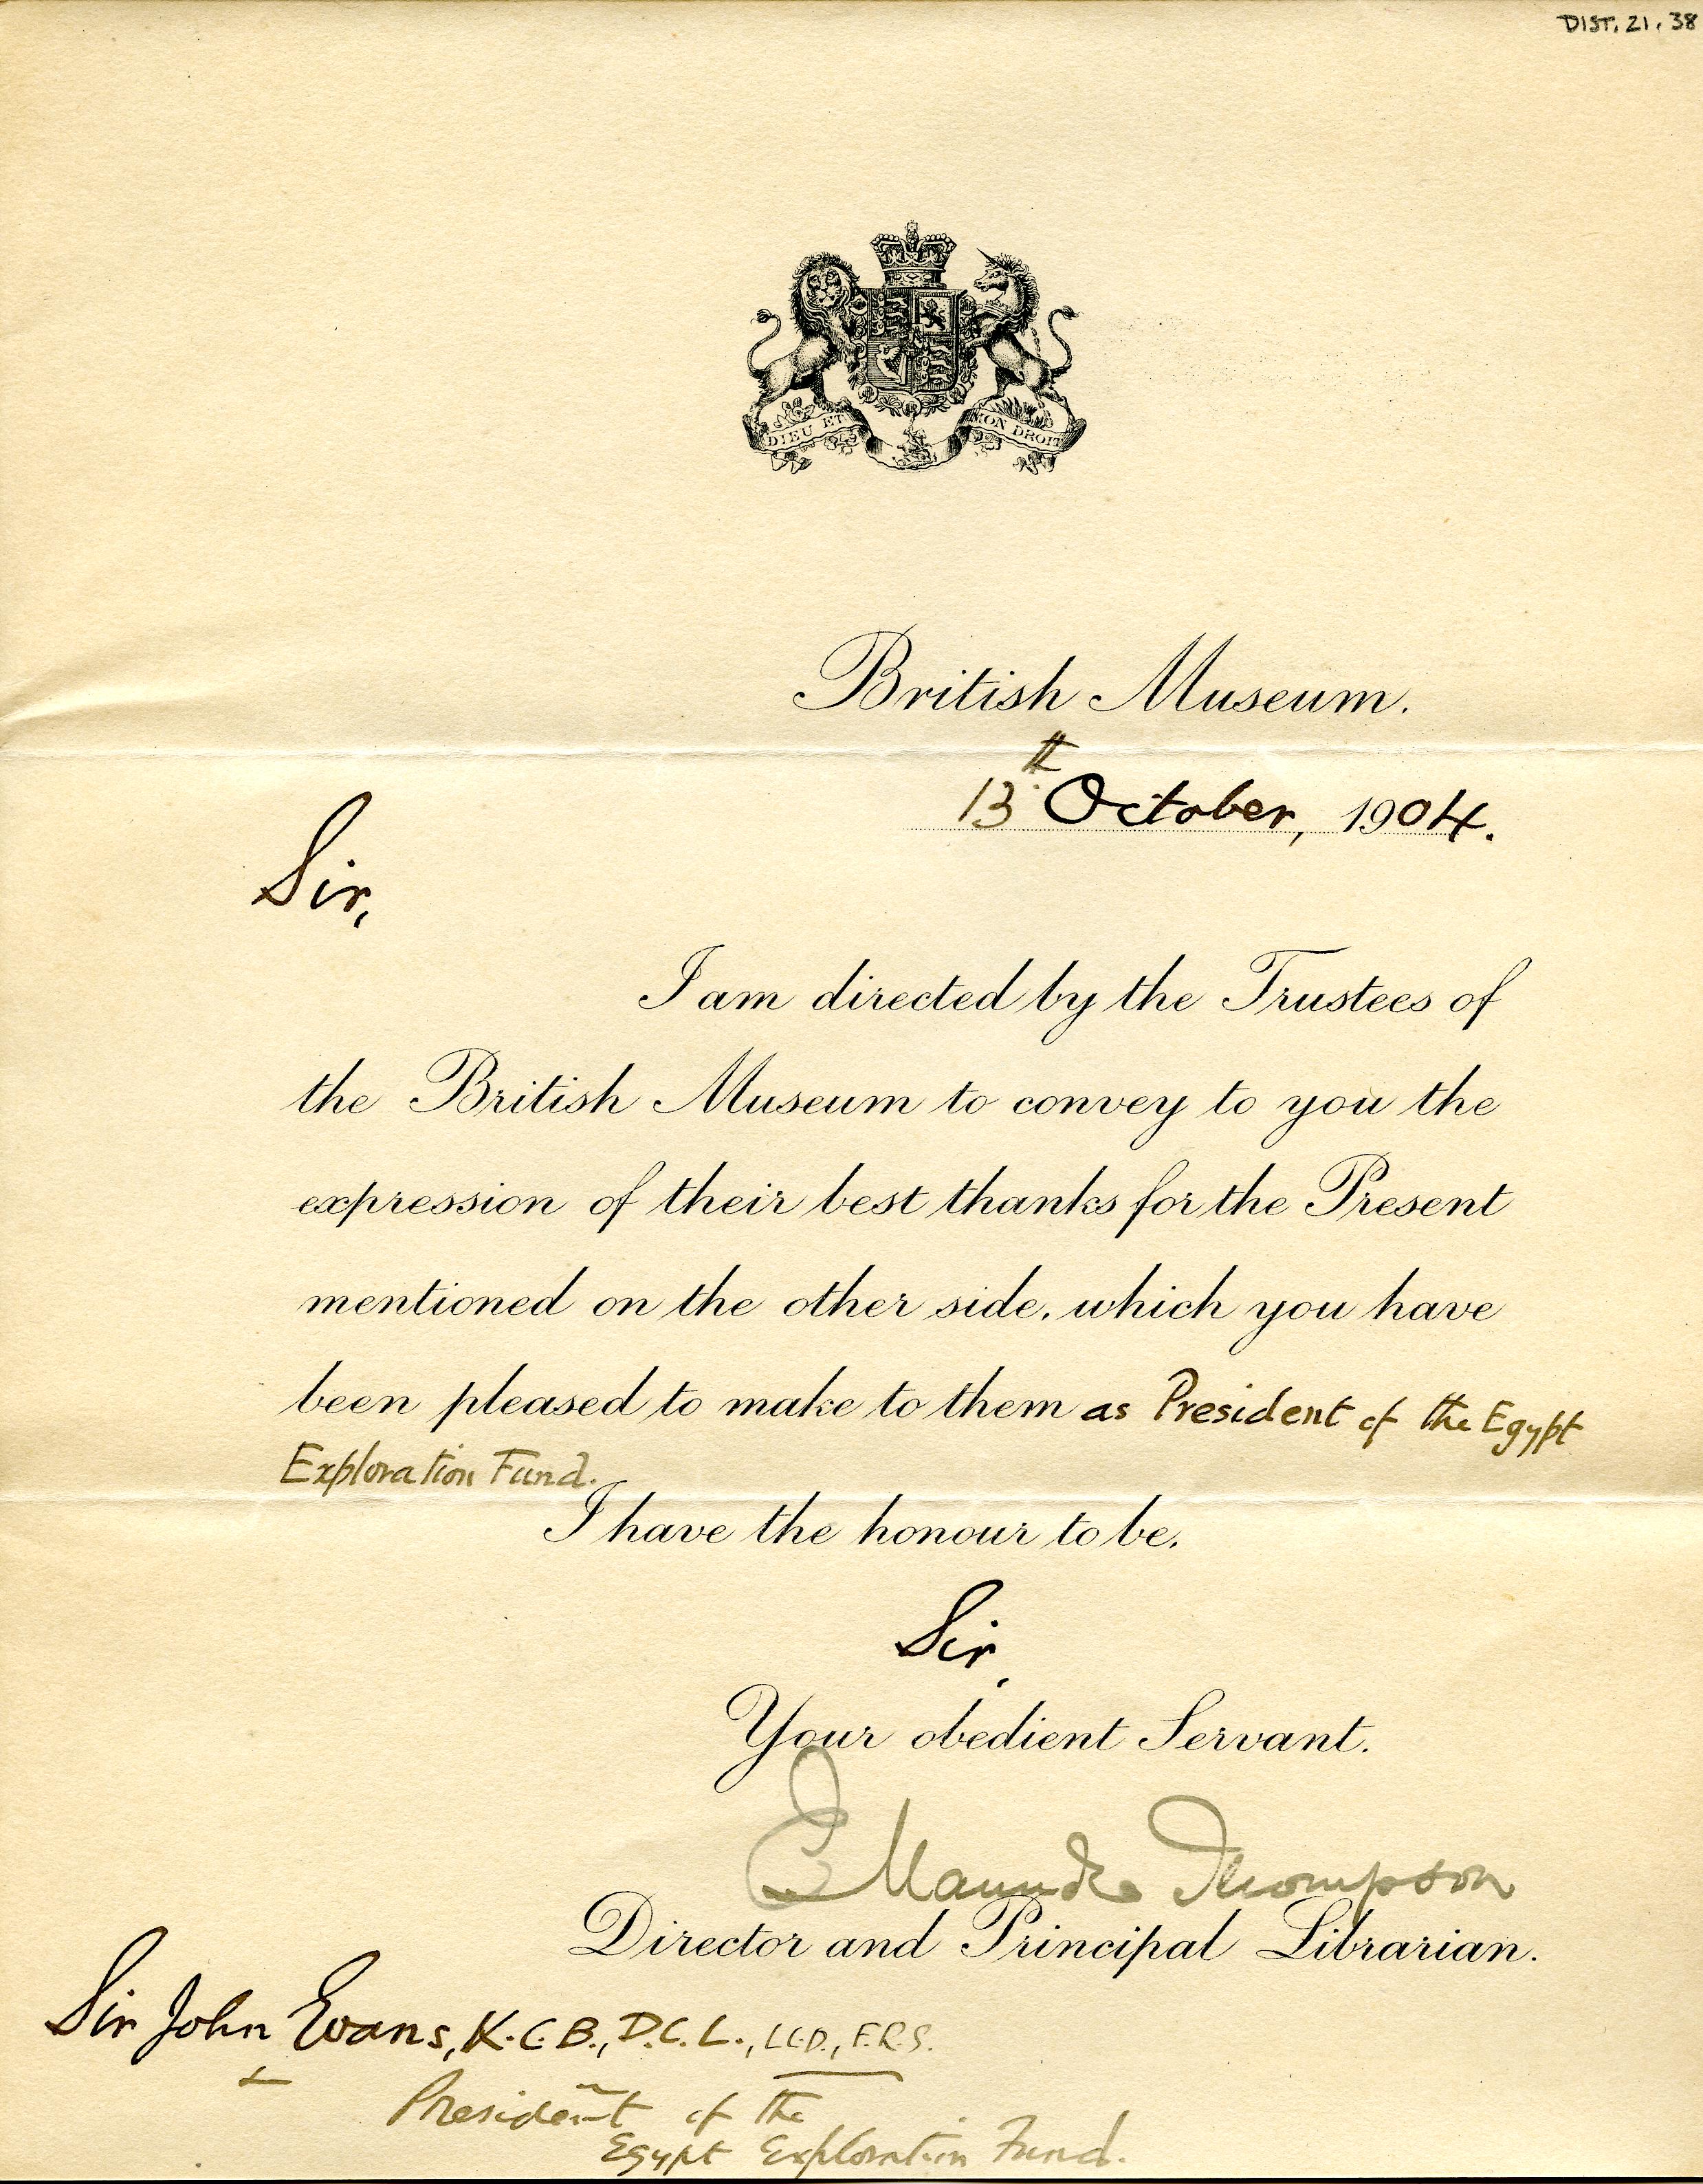 DIST. 21. 38
DIEU ET MON DROIT
British Museum.
13th October, 1904.
Sir,
I am directed by the Trustees of
the British Museum to convey to you the
expression of their best thanks for the Present
mentioned on the other side, which you have
been pleased to make to them as President of the Egypt
Exploration Fund.
I have the honour to be,
Sir,
Your obedient Servant,
E Maunde Thompson
Director and Principal Librarian.
Sir John Evans, K.C.B., D.C.L., LL.D., F.R.S.
President of the
Egypt Exploration Fund.